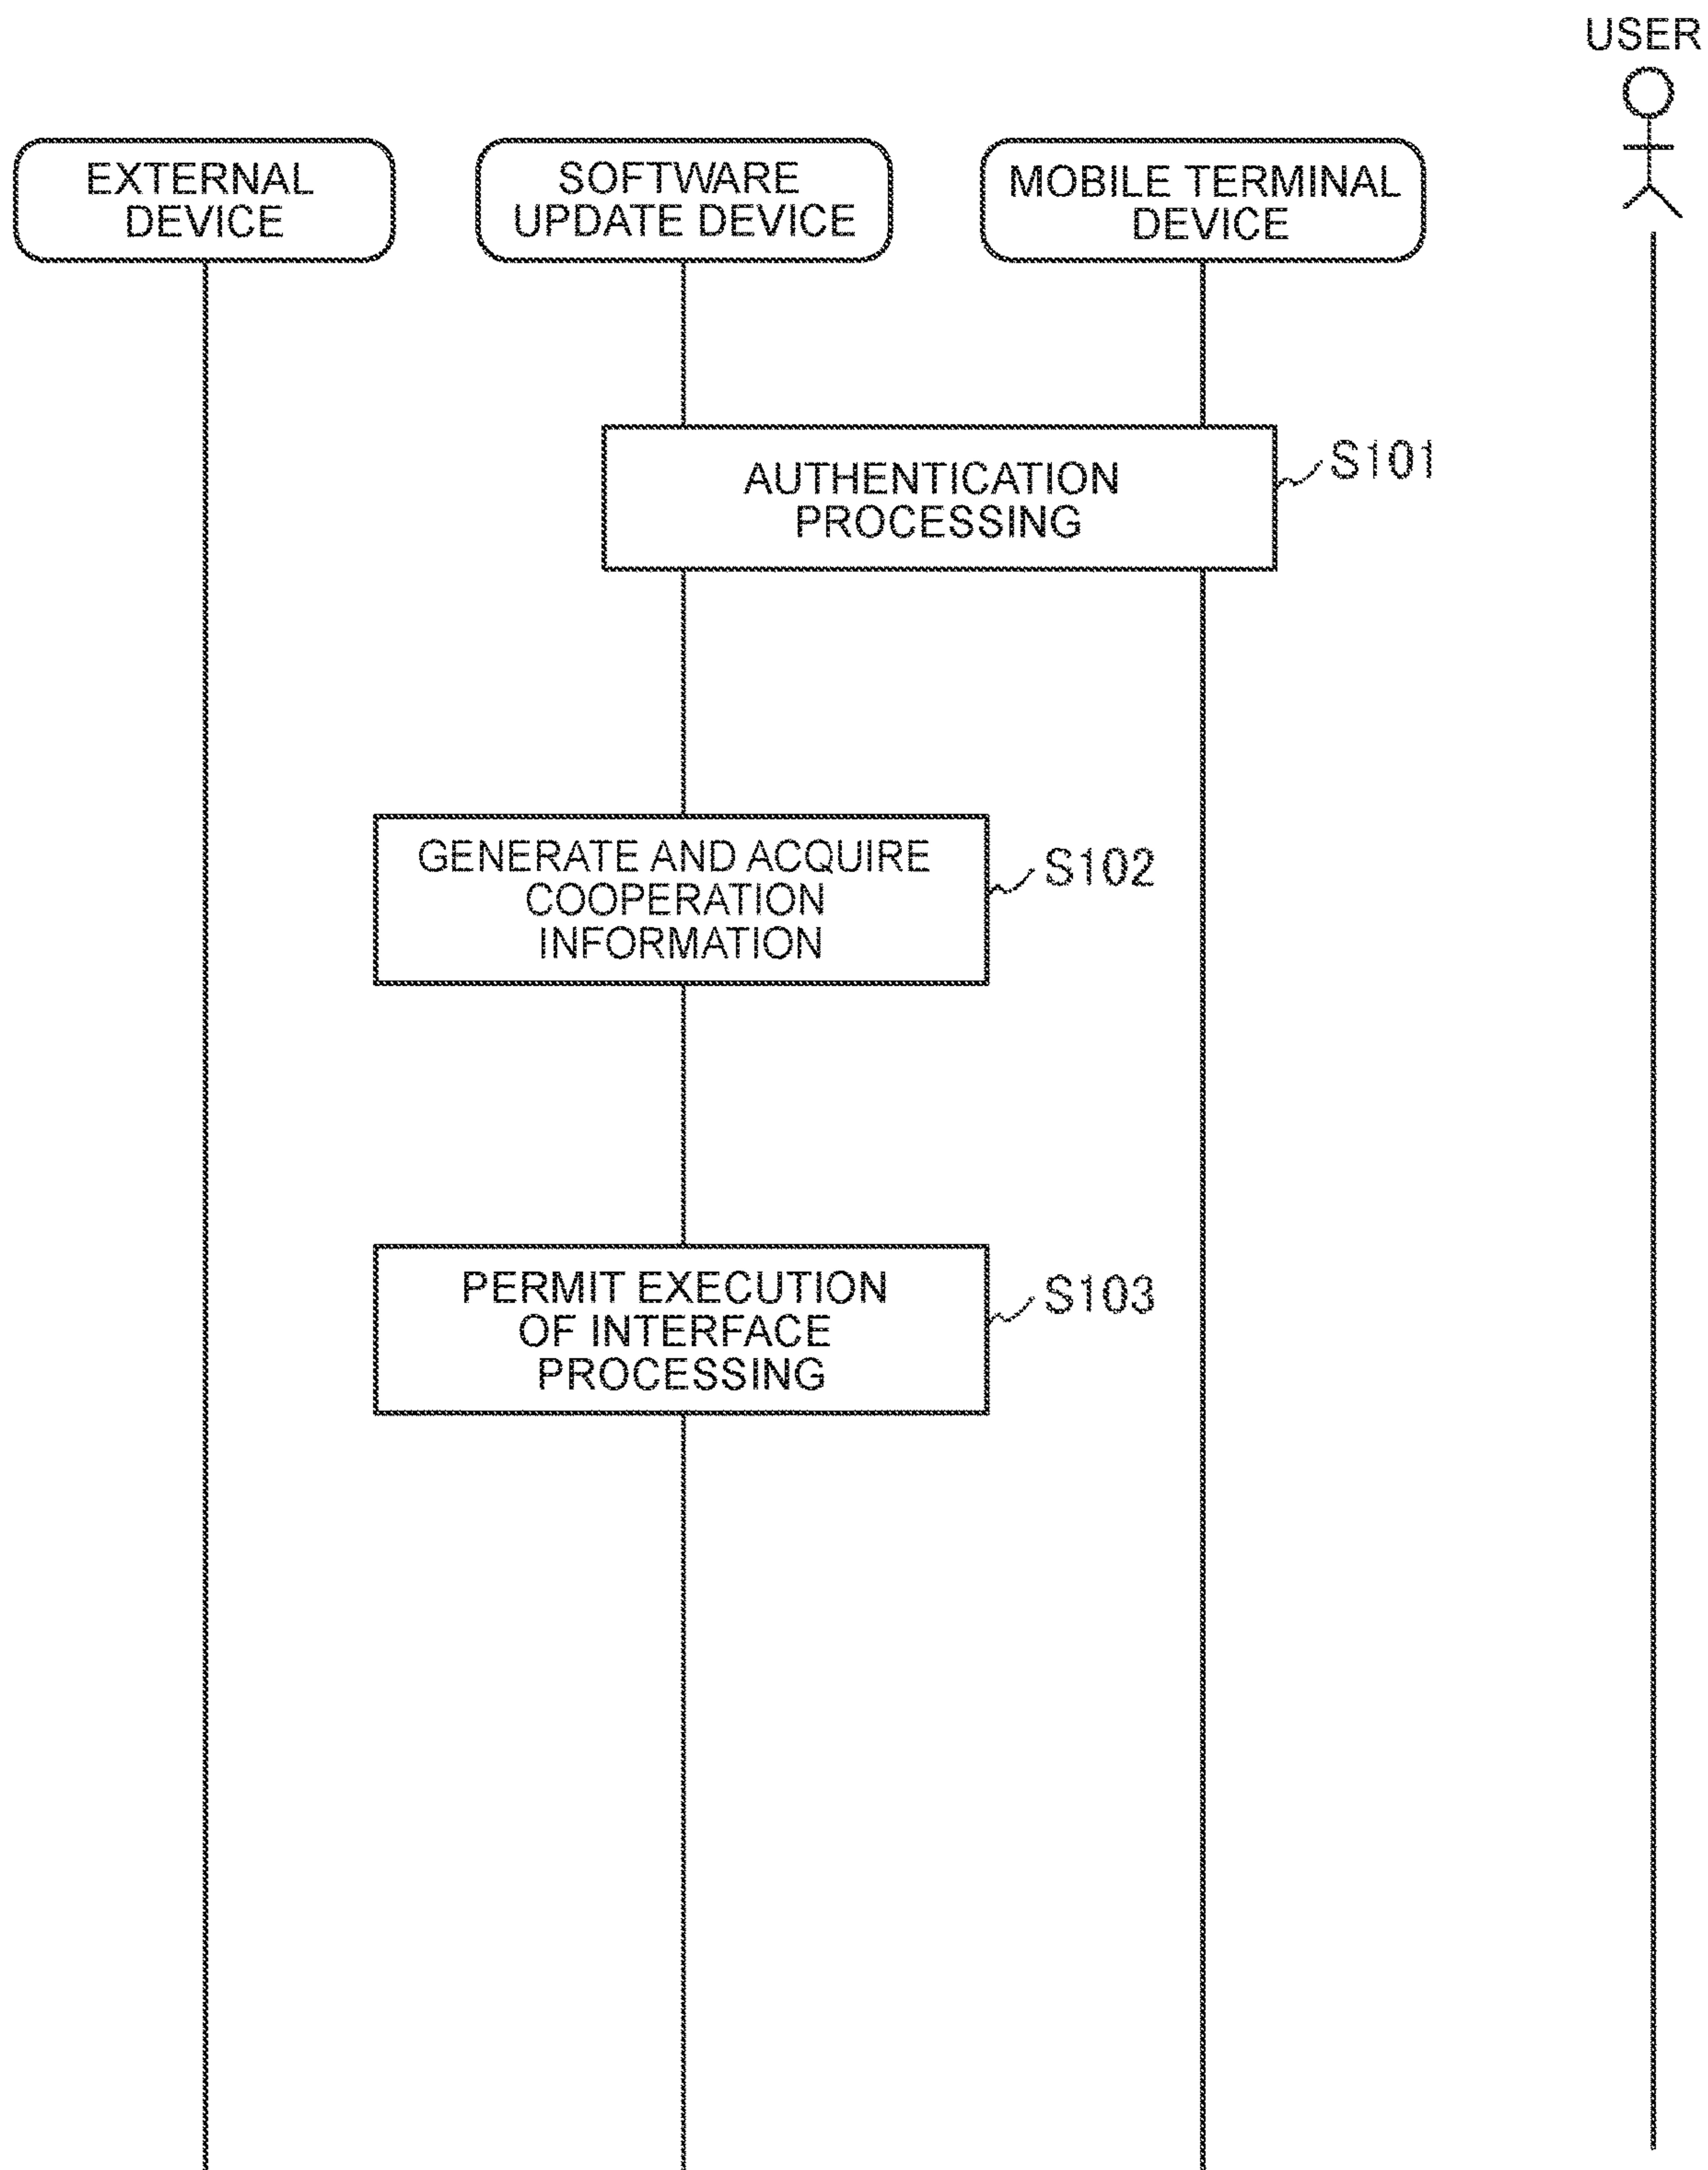 USER
EXTERNAL
DEVICE
SOFTWARE
UPDATE DEVICE
MOBILE TERMINAL
DEVICE
AUTHENTICATION
PROCESSING
S101
GENERATE AND ACQUIRE
COOPERATION
INFORMATION
S102
PERMIT EXECUTION
OF INTERFACE
PROCESSING
S103